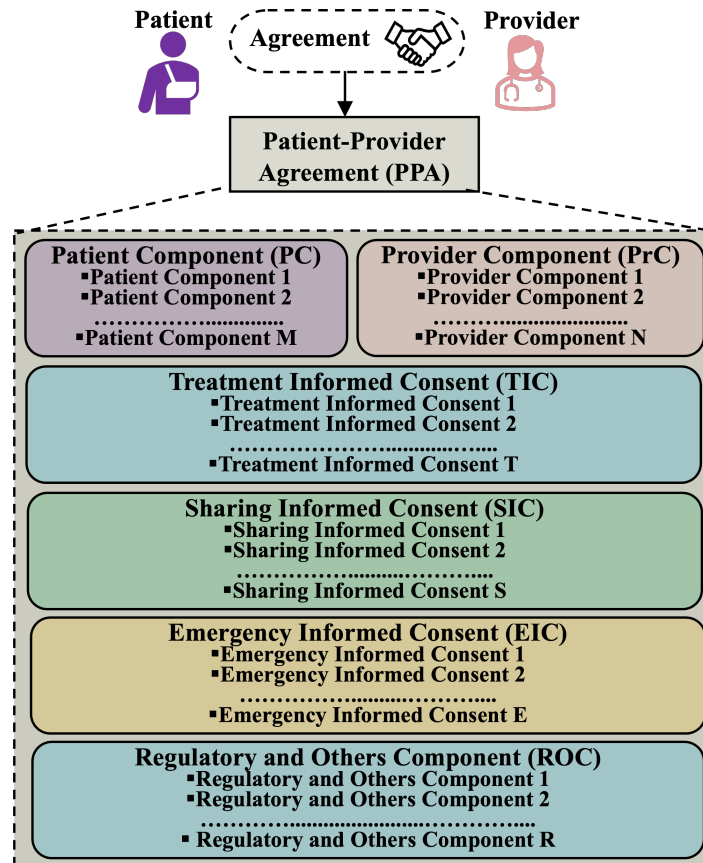 Patient
Agreement
Provider
Patient-Provider
Agreement (PPA)
Patient Component (PC)
▪Patient Component 1
▪Patient Component 2
…………………..............
▪Patient Component M
Provider Component (PrC)
▪Provider Component 1
▪Provider Component 2
………......................
▪Provider Component N
Treatment Informed Consent (TIC)
▪Treatment Informed Consent 1
▪Treatment Informed Consent 2
…………………..............…....
▪Treatment Informed Consent T
Sharing Informed Consent (SIC)
▪Sharing Informed Consent 1
▪Sharing Informed Consent 2
………………..........………....
▪Sharing Informed Consent S
Emergency Informed Consent (EIC)
▪Emergency Informed Consent 1
▪Emergency Informed Consent 2
………………..........………....
▪Emergency Informed Consent E
Regulatory and Others Component (ROC)
▪Regulatory and Others Component 1
▪Regulatory and Others Component 2
……………......................…………....
▪ Regulatory and Others Component R